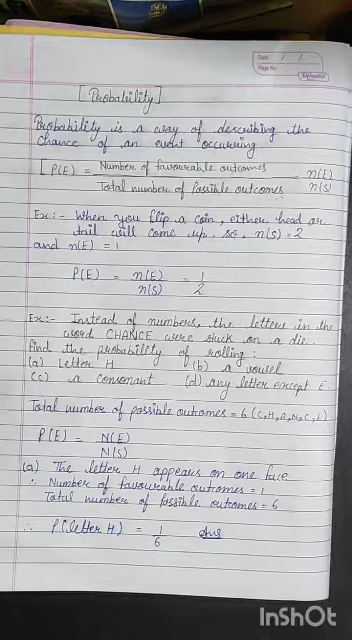 Date / /
Page No.
[Probability]
Probability is a way of describing the
chance of an event occurring
[ P(E) = Number of favourable outcomes = n(E)
Total number of Possible outcomes n(S)
Ex:- When you flip a coin, either head or
tail will come up. so, n(S) = 2
and n(E) = 1
P(E) = n(E) = 1
n(S) 2
Ex:- Instead of numbers, the letters in the
word CHANCE were stuck on a die.
find the probability of rolling:
(a) Letter H (b) a vowel
(c) a consonant (d) any letter except E.
Total number of possible outcomes = 6 (C,H,A,N,C,E)
P(E) = N(E)
N(S)
(a) The letter H appears on one face
∴ Number of favourable outcomes = 1
Total number of possible outcomes = 6
∴ P(letter H) = 1 Ans
6
InShOt